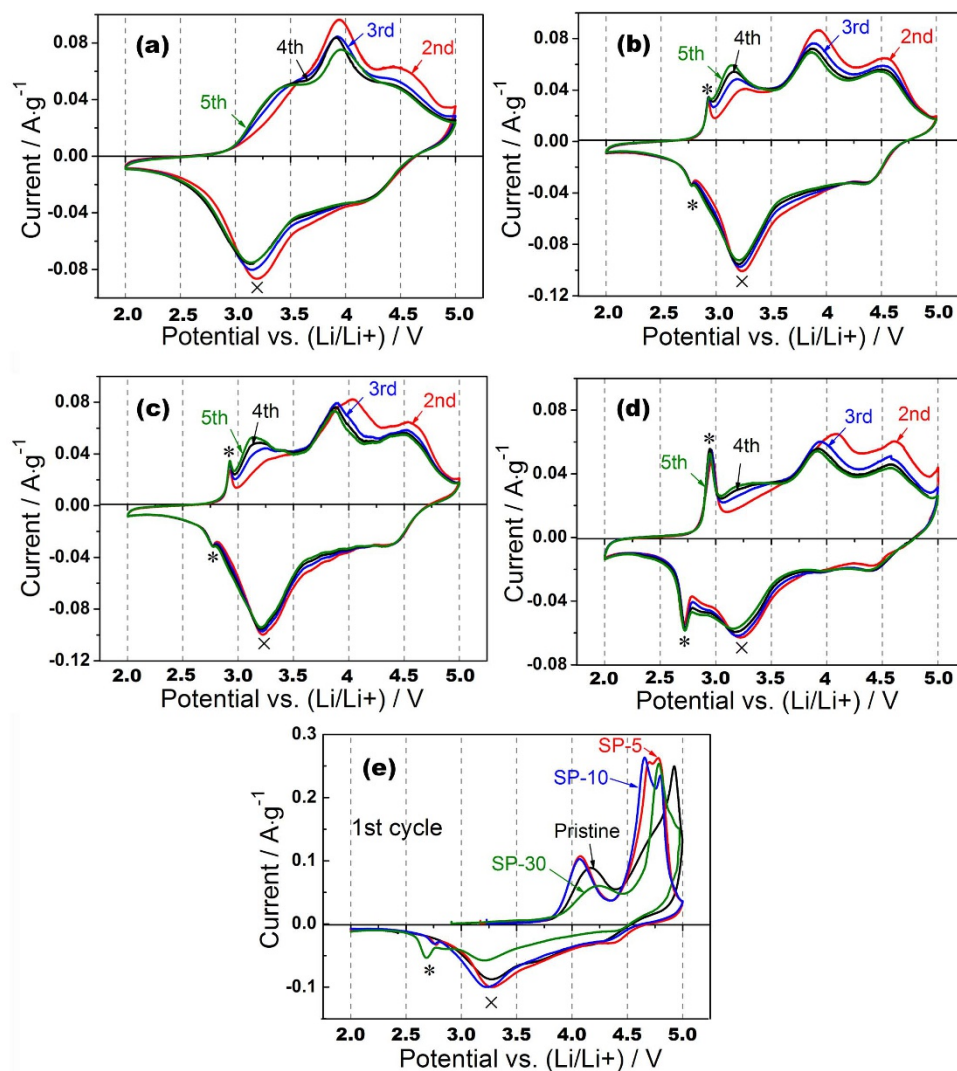 (a)
2nd
3rd
4th
5th
0.08
0.04
0.00
-0.04
-0.08
×
Current / A·g⁻¹
2.0 2.5 3.0 3.5 4.0 4.5 5.0
Potential vs. (Li/Li+) / V
(b)
2nd
3rd
4th
5th
*
*
0.08
0.04
0.00
-0.04
-0.08
-0.12
×
Current / A·g⁻¹
2.0 2.5 3.0 3.5 4.0 4.5 5.0
Potential vs. (Li/Li+) / V
(c)
3rd
2nd
4th
5th
*
*
0.08
0.04
0.00
-0.04
-0.08
-0.12
×
Current / A·g⁻¹
2.0 2.5 3.0 3.5 4.0 4.5 5.0
Potential vs. (Li/Li+) / V
(d)
3rd
2nd
4th
5th
*
*
0.08
0.04
0.00
-0.04
-0.08
×
Current / A·g⁻¹
2.0 2.5 3.0 3.5 4.0 4.5 5.0
Potential vs. (Li/Li+) / V
(e)
SP-5
SP-10
1st cycle
Pristine
SP-30
0.3
0.2
0.1
0.0
-0.1
*
×
Current / A·g⁻¹
2.0 2.5 3.0 3.5 4.0 4.5 5.0
Potential vs. (Li/Li+) / V